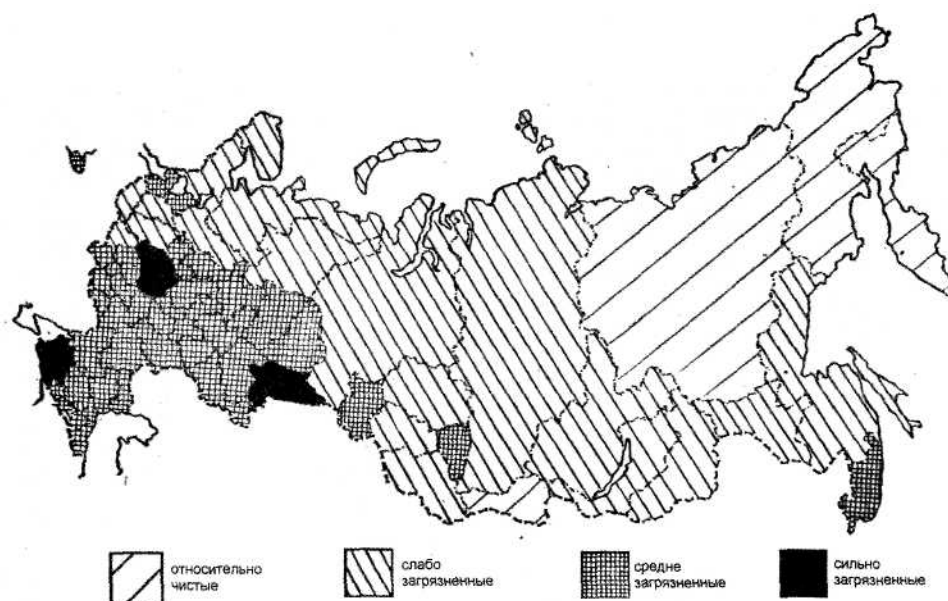 относительно
чистые
слабо
загрязненные
средне
загрязненные
сильно
загрязненные